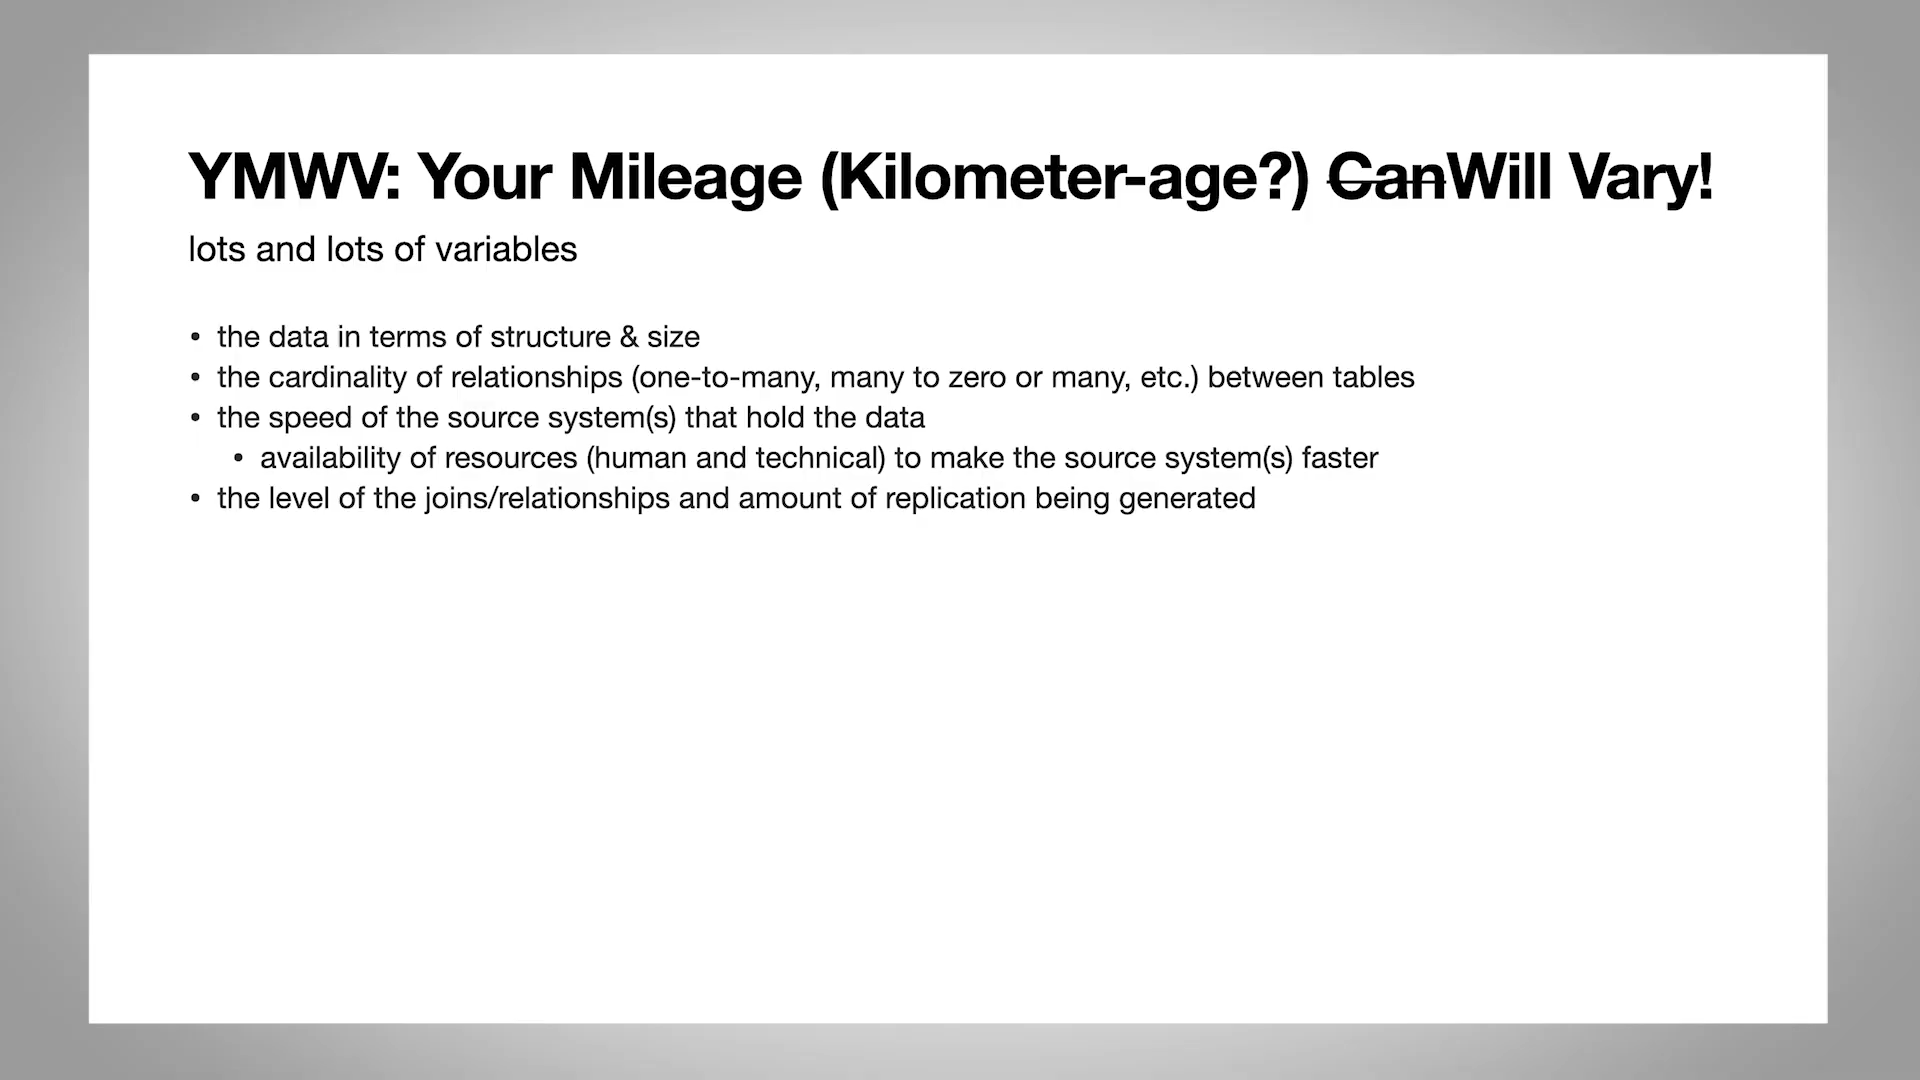 YMWV: Your Mileage (Kilometer-age?) CanWill Vary!
lots and lots of variables
• the data in terms of structure & size
• the cardinality of relationships (one-to-many, many to zero or many, etc.) between tables
• the speed of the source system(s) that hold the data
• availability of resources (human and technical) to make the source system(s) faster
• the level of the joins/relationships and amount of replication being generated